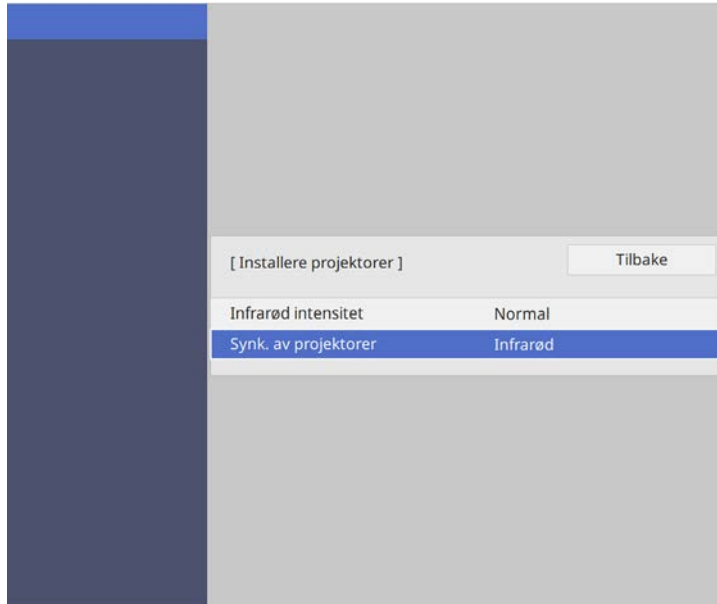 [ Installere projektorer ] Tilbake
Infrarød intensitet Normal
Synk. av projektorer Infrarød